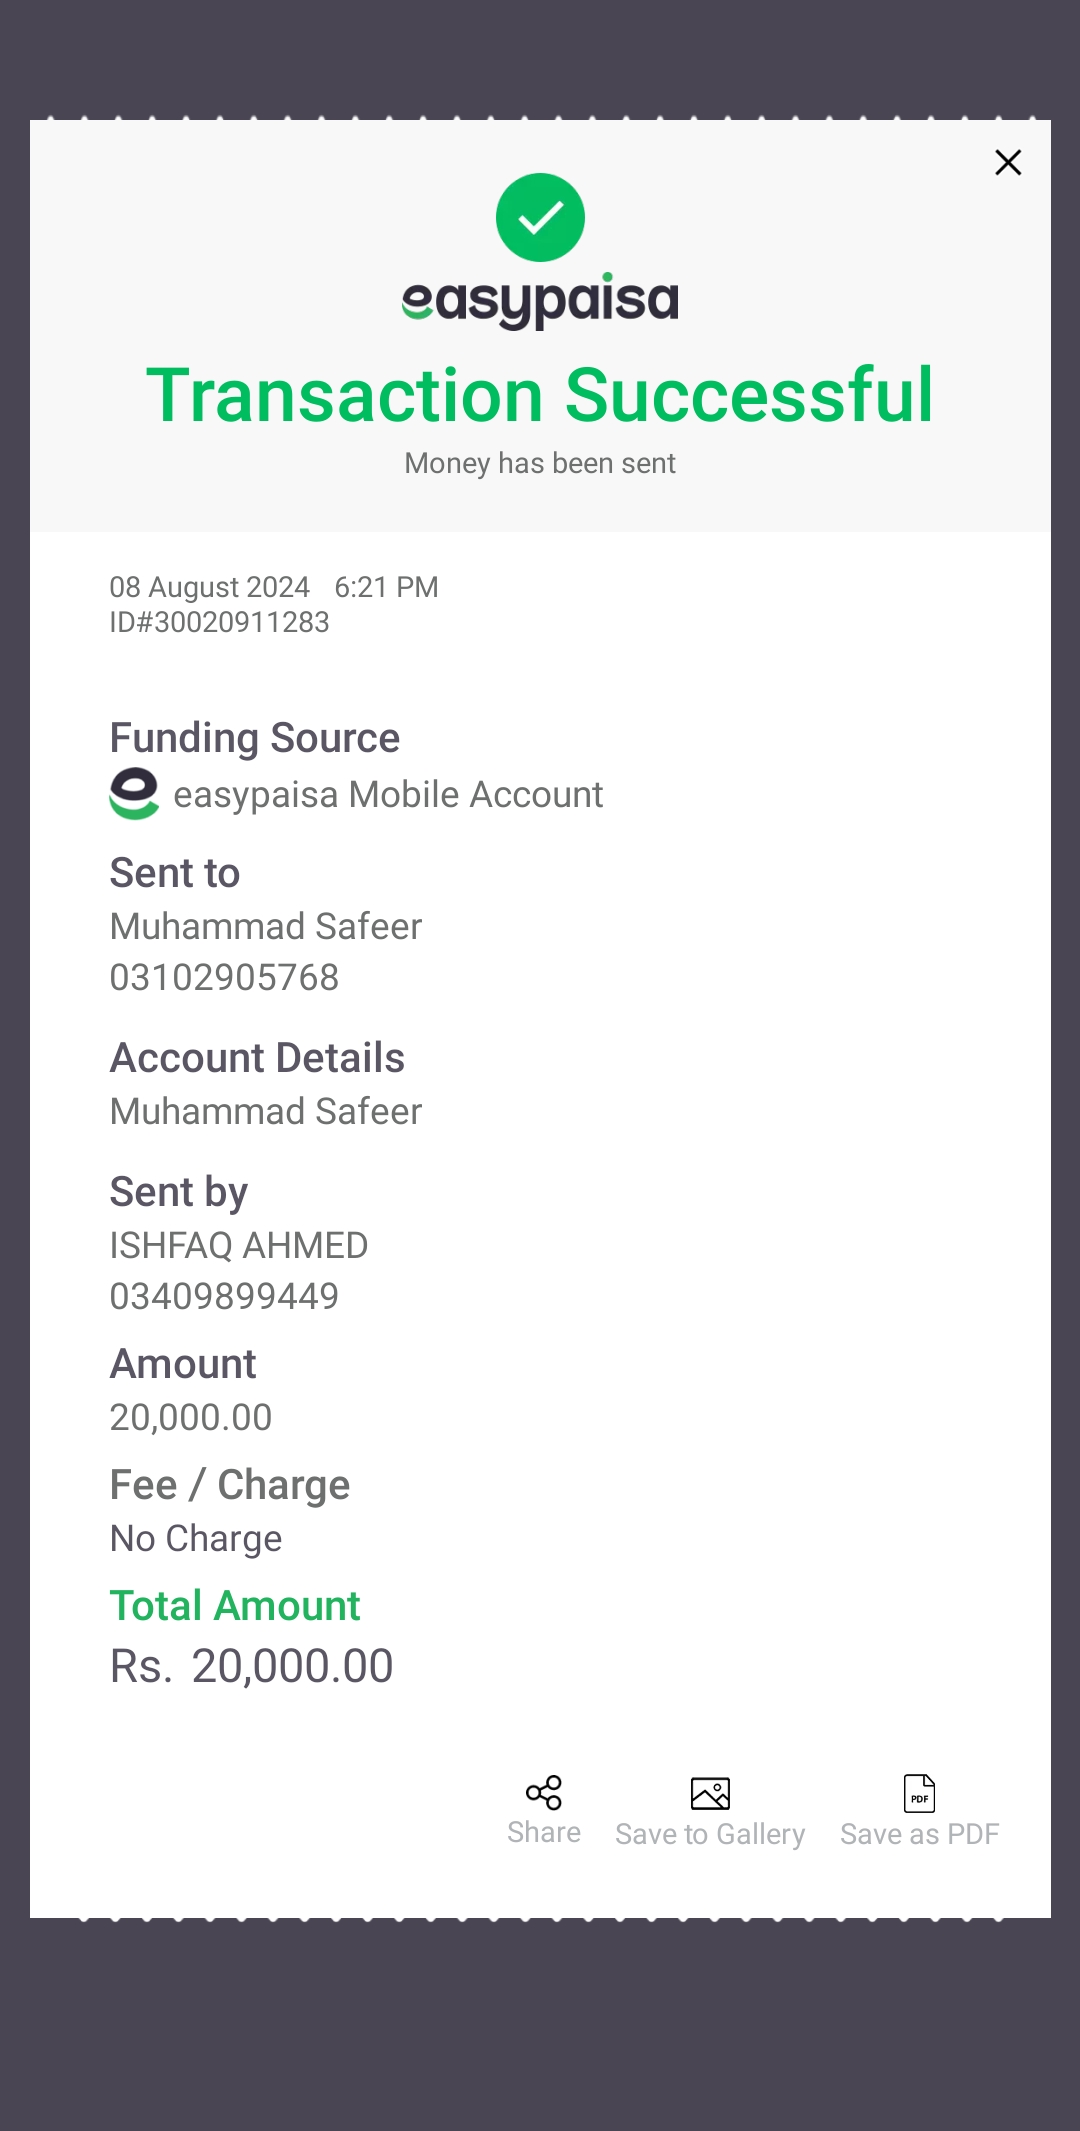 easypaisa
Transaction Successful
Money has been sent
08 August 2024 6:21 PM
ID#30020911283
Funding Source
easypaisa Mobile Account
Sent to
Muhammad Safeer
03102905768
Account Details
Muhammad Safeer
Sent by
ISHFAQ AHMED
03409899449
Amount
20,000.00
Fee / Charge
No Charge
Total Amount
Rs. 20,000.00
PDF
Share Save to Gallery Save as PDF